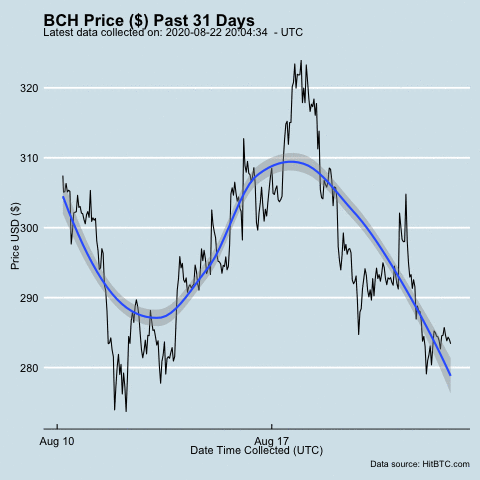 BCH Price ($) Past 31 Days
Latest data collected on: 2020-08-22 20:04:34  - UTC
320
310
300
290
280
Price USD ($)
Aug 10 Aug 17
Date Time Collected (UTC)
Data source: HitBTC.com